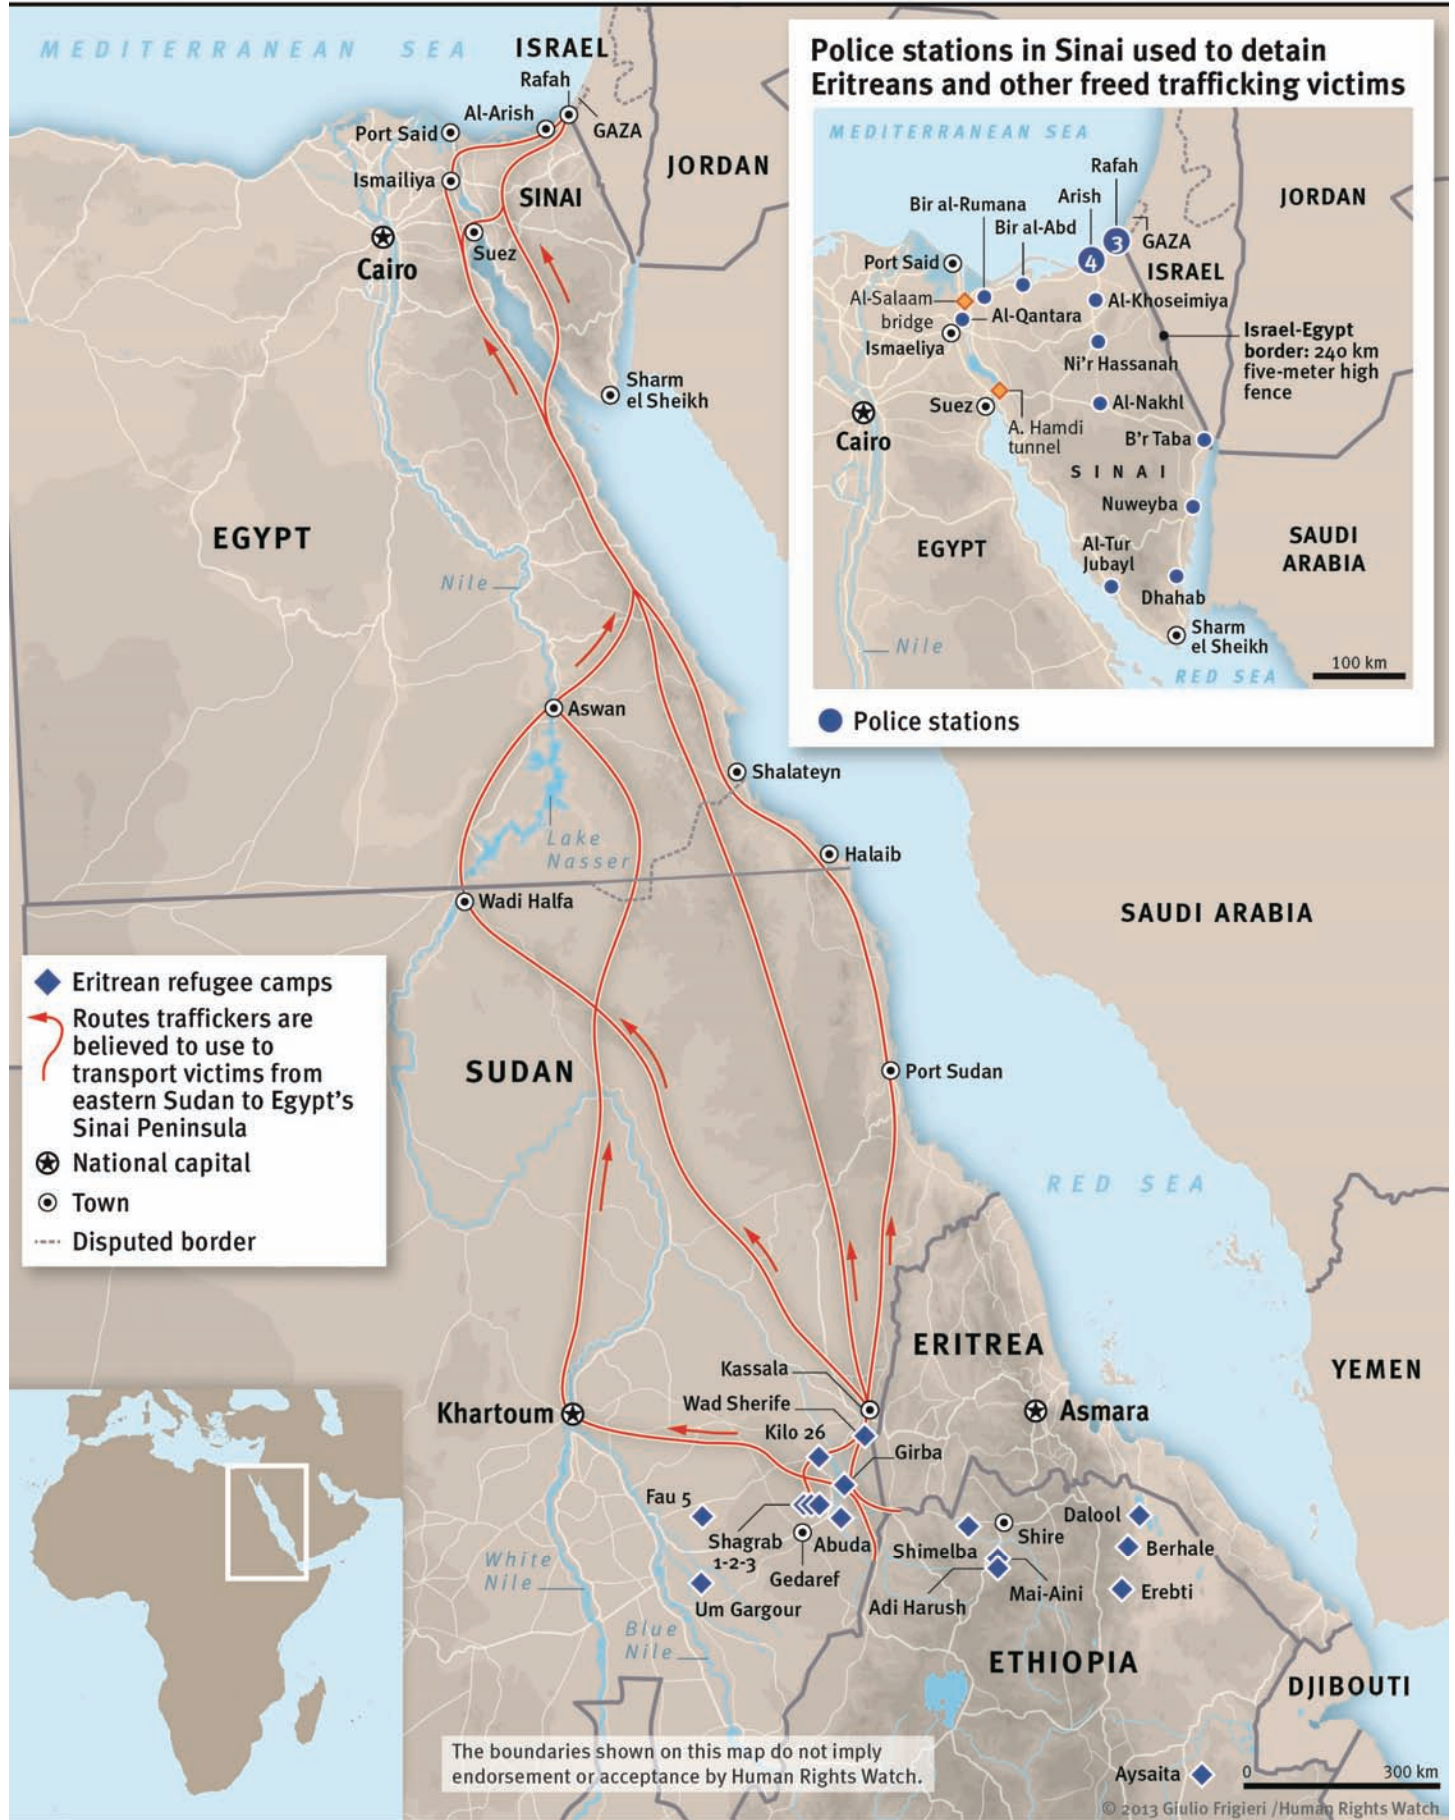 MEDITERRANEAN SEA
ISRAEL
Rafah
Al-Arish
Port Said
GAZA
JORDAN
Ismailiya
SINAI
Suez
Cairo
Sharm
el Sheikh
EGYPT
Nile
Aswan
Shalateyn
Lake
Nasser
Halaib
Wadi Halfa
SAUDI ARABIA
SUDAN
Port Sudan
RED SEA
ERITREA
YEMEN
Kassala
Wad Sherife
Khartoum
Asmara
Kilo 26
Girba
Fau 5
Shagrab
1-2-3
Abuda
Gedaref
Shimelba
Shire
Dalool
Berhale
Adi Harush
Mai-Aini
Erebti
Um Gargour
White
Nile
Blue
Nile
ETHIOPIA
DJIBOUTI
Aysaita
0 300 km
Police stations in Sinai used to detain
Eritreans and other freed trafficking victims
MEDITERRANEAN SEA
Rafah
Arish
Bir al-Rumana
Bir al-Abd
JORDAN
3
GAZA
4
ISRAEL
Port Said
Al-Salaam
bridge
Al-Qantara
Al-Khoseimiya
Ismaeliya
Ni'r Hassanah
Israel-Egypt
border: 240 km
five-meter high
fence
Suez
Al-Nakhl
A. Hamdi
tunnel
Cairo
B'r Taba
SINAI
Nuweyba
EGYPT
Al-Tur
Jubayl
SAUDI
ARABIA
Dhahab
Sharm
el Sheikh
Nile
RED SEA
100 km
Police stations
Eritrean refugee camps
Routes traffickers are
believed to use to
transport victims from
eastern Sudan to Egypt's
Sinai Peninsula
National capital
Town
Disputed border
The boundaries shown on this map do not imply
endorsement or acceptance by Human Rights Watch.
© 2013 Giulio Frigieri /Human Rights Watch